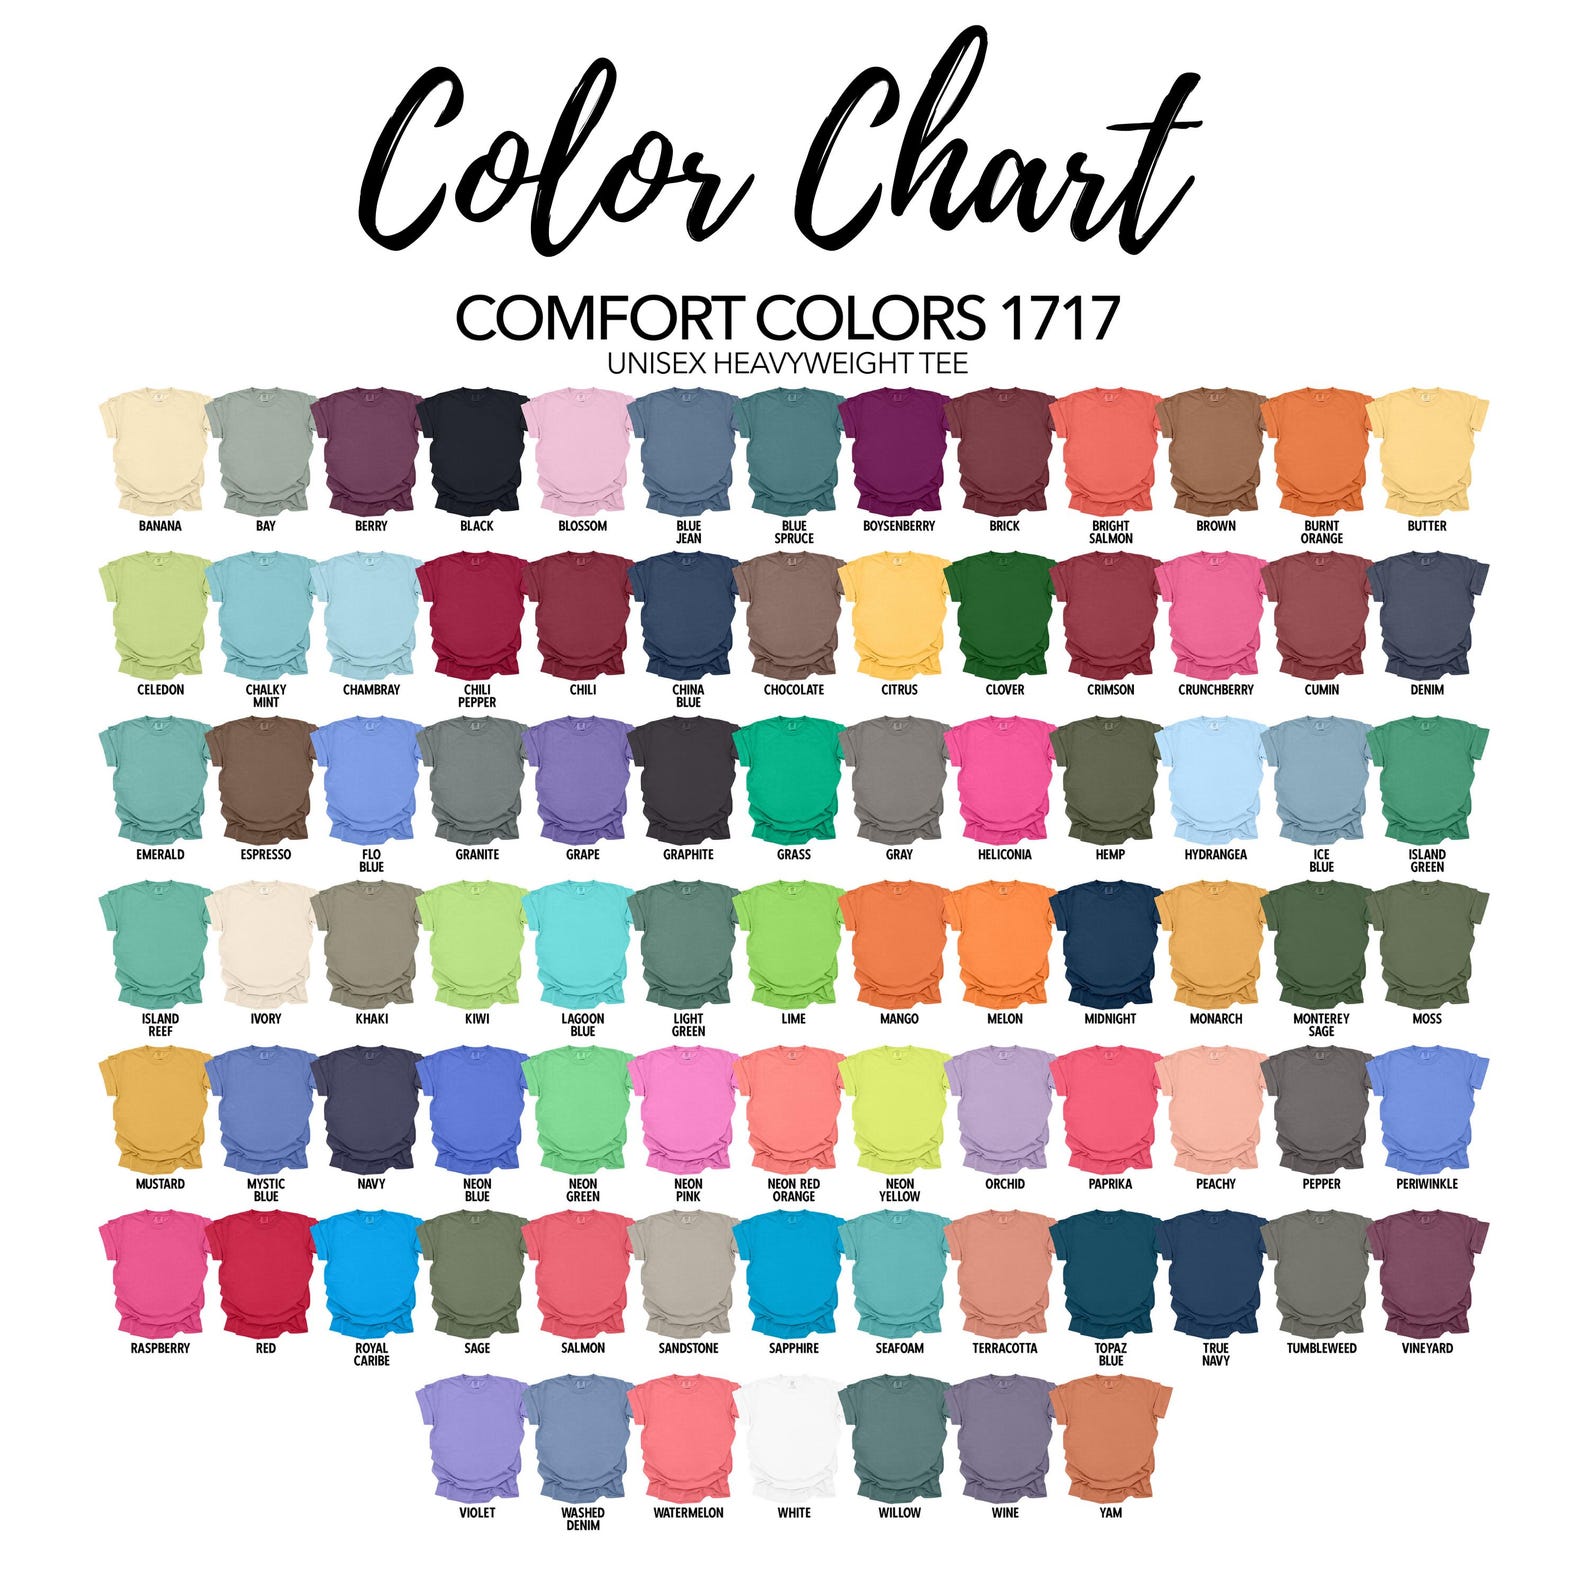 Color Chart
COMFORT COLORS 1717
UNISEX HEAVYWEIGHT TEE
BANANA
BAY
BERRY
BLACK
BLOSSOM
BLUE
JEAN
BLUE
SPRUCE
BOYSENBERRY
BRICK
BRIGHT
SALMON
BROWN
BURNT
ORANGE
BUTTER
CELEDON
CHALKY
MINT
CHAMBRAY
CHILI
PEPPER
CHILI
CHINA
BLUE
CHOCOLATE
CITRUS
CLOVER
CRIMSON
CRUNCHBERRY
CUMIN
DENIM
EMERALD
ESPRESSO
FLO
BLUE
GRANITE
GRAPE
GRAPHITE
GRASS
GRAY
HELICONIA
HEMP
HYDRANGEA
ICE
BLUE
ISLAND
GREEN
ISLAND
REEF
IVORY
KHAKI
KIWI
LAGOON
BLUE
LIGHT
GREEN
LIME
MANGO
MELON
MIDNIGHT
MONARCH
MONTEREY
SAGE
MOSS
MUSTARD
MYSTIC
BLUE
NAVY
NEON
BLUE
NEON
GREEN
NEON
PINK
NEON RED
ORANGE
NEON
YELLOW
ORCHID
PAPRIKA
PEACHY
PEPPER
PERIWINKLE
RASPBERRY
RED
ROYAL
CARIBE
SAGE
SALMON
SANDSTONE
SAPPHIRE
SEAFOAM
TERRACOTTA
TOPAZ
BLUE
TRUE
NAVY
TUMBLEWEED
VINEYARD
VIOLET
WASHED
DENIM
WATERMELON
WHITE
WILLOW
WINE
YAM